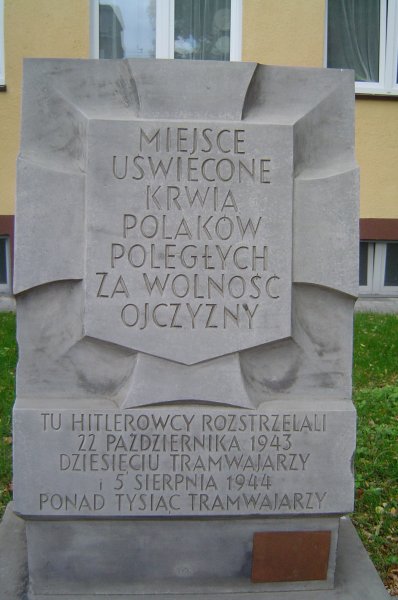 MIEJSCE
UŚWIĘCONE
KRWIĄ
POLAKÓW
POLEGŁYCH
ZA WOLNOŚĆ
OJCZYZNY
TU HITLEROWCY ROZSTRZELALI
22 PAŹDZIERNIKA 1943
DZIESIĘCIU TRAMWAJARZY
i 5 SIERPNIA 1944
PONAD TYSIĄC TRAMWAJARZY